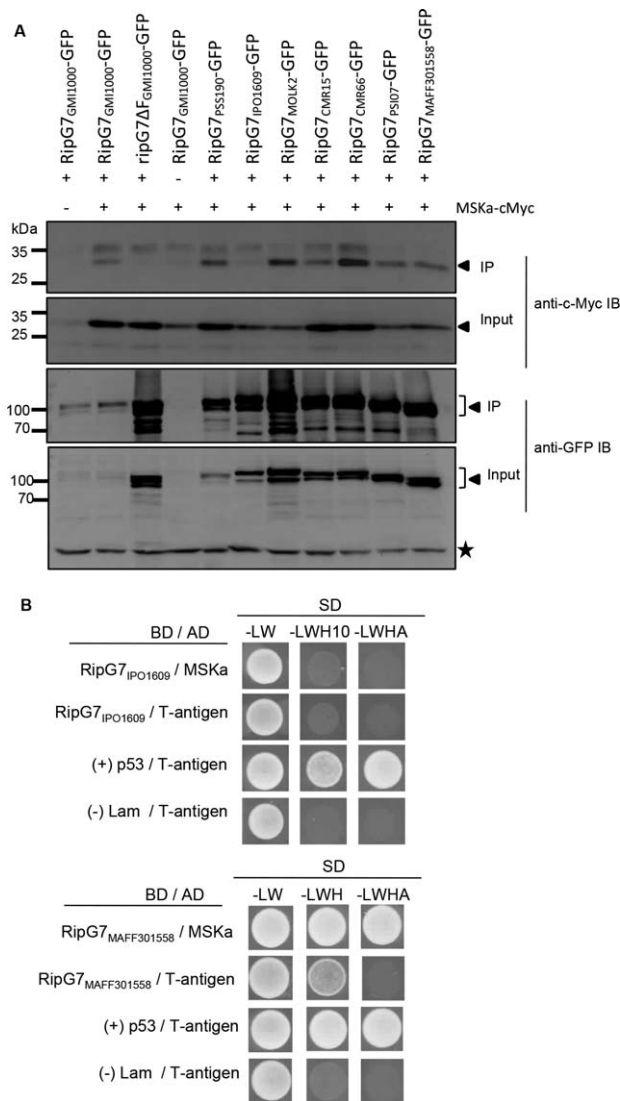 A
RipG7GMI1000-GFP
RipG7GMI1000-GFP
ripG7ΔFGMI1000-GFP
RipG7GMI1000-GFP
RipG7PSS190-GFP
RipG7IPO1609-GFP
RipG7MOLK2-GFP
RipG7CMR15-GFP
RipG7CMR66-GFP
RipG7PSI07-GFP
RipG7MAFF301558-GFP
+ + + - + + + + + + +
- + + + + + + + + + + MSKa-cMyc
kDa
35
25
IP
35
25
Input
anti-c-Myc IB
100
70
IP
100
70
Input
anti-GFP IB
★
B
SD
BD / AD -LW -LWH10 -LWHA
RipG7IPO1609 / MSKa
RipG7IPO1609 / T-antigen
(+) p53 / T-antigen
(-) Lam / T-antigen
SD
BD / AD -LW -LWH -LWHA
RipG7MAFF301558 / MSKa
RipG7MAFF301558 / T-antigen
(+) p53 / T-antigen
(-) Lam / T-antigen